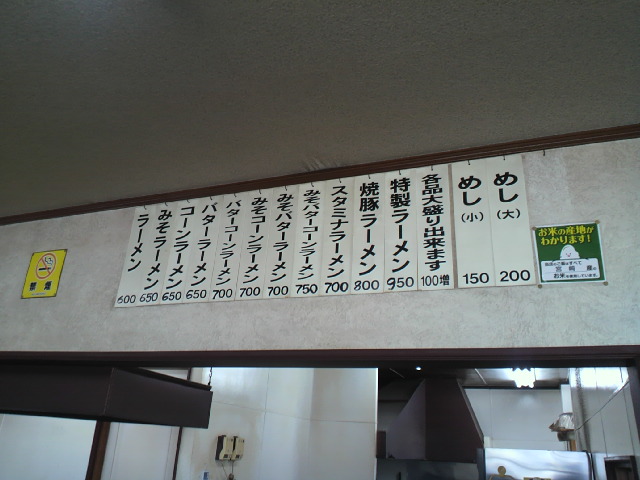 めし(大) 200
めし(小) 150
各品大盛り出来ます 100増
特製ラーメン 950
焼豚ラーメン 800
スタミナラーメン 700
みそバターコーンラーメン 750
みそバターラーメン 700
みそコーンラーメン 700
バターコーンラーメン 700
バターラーメン 650
コーンラーメン 650
みそラーメン 650
ラーメン 600
お米の産地が
わかります!
宮崎 産の
禁煙